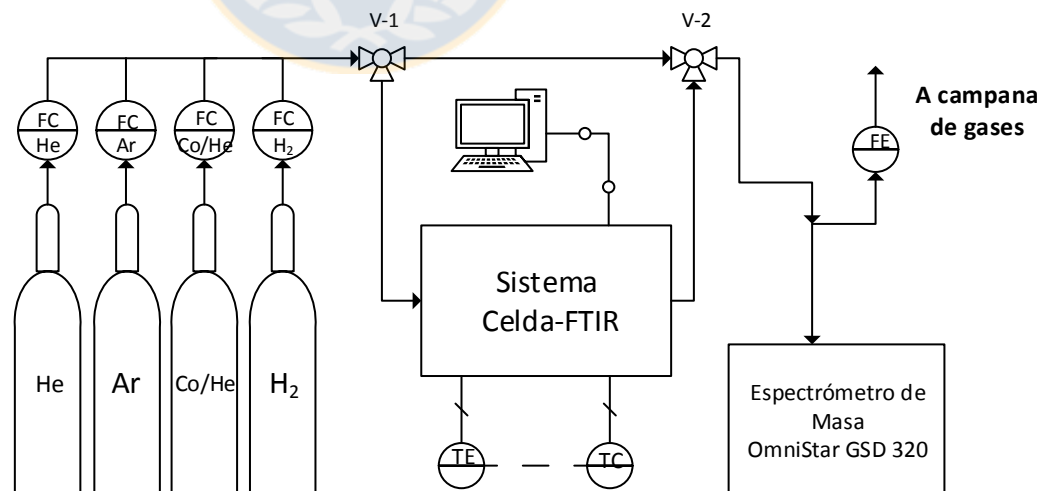 V-1
V-2
FC
He
FC
Ar
FC
Co/He
FC
H₂
A campana
de gases
FE
Sistema
Celda-FTIR
He
Ar
Co/He
H₂
Espectrómetro de
Masa
OmniStar GSD 320
TE
TC